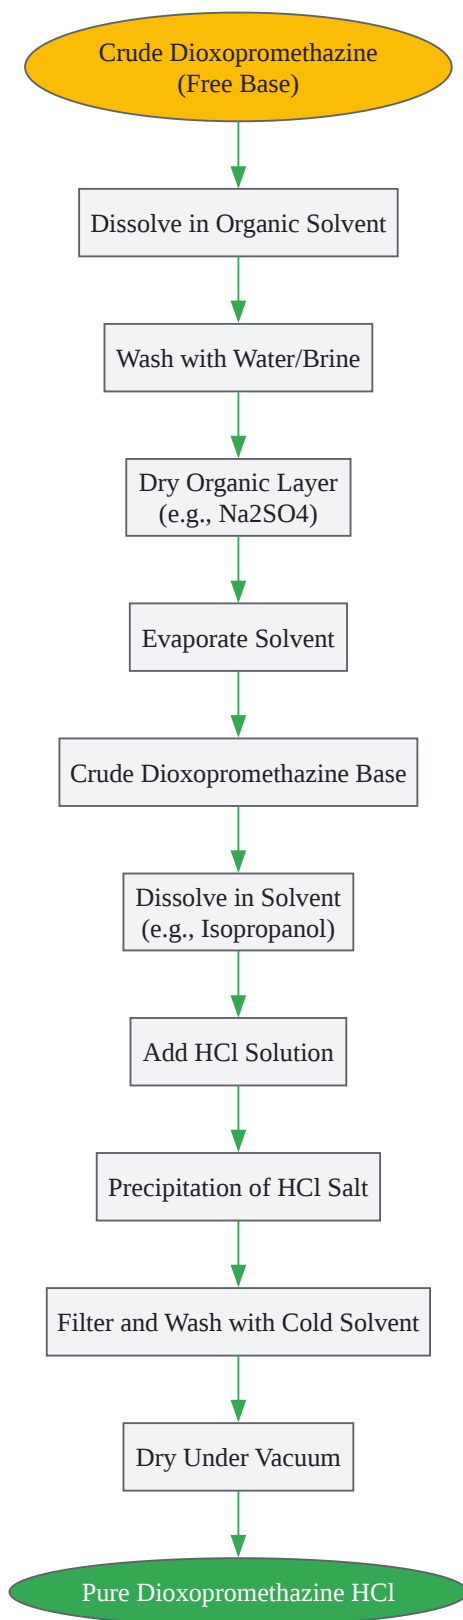 Crude Dioxopromethazine
(Free Base)
Dissolve in Organic Solvent
Wash with Water/Brine
Dry Organic Layer
(e.g., Na2SO4)
Evaporate Solvent
Crude Dioxopromethazine Base
Dissolve in Solvent
(e.g., Isopropanol)
Add HCl Solution
Precipitation of HCl Salt
Filter and Wash with Cold Solvent
Dry Under Vacuum
Pure Dioxopromethazine HCl